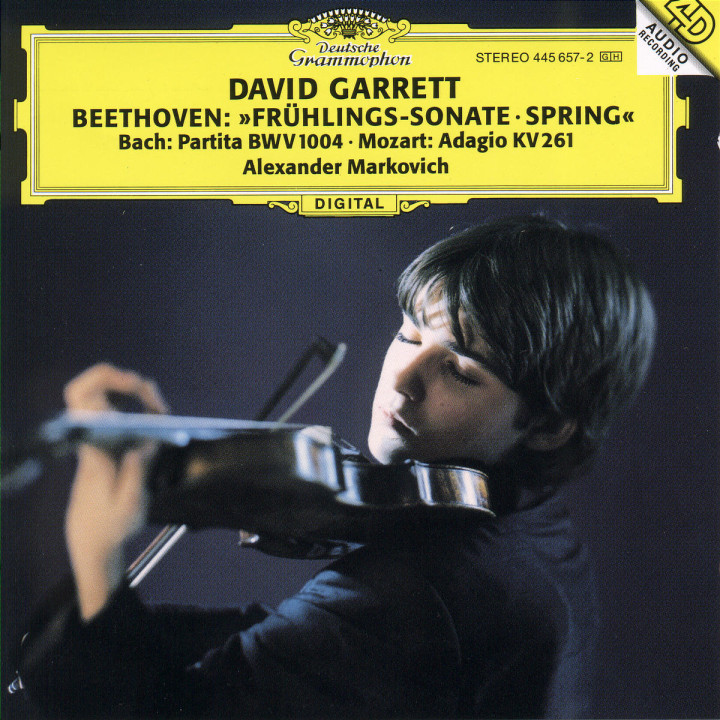 Deutsche
Grammophon
STEREO 445 657-2 GH
4D
AUDIO
RECORDING
DAVID GARRETT
BEETHOVEN: »FRÜHLINGS-SONATE · SPRING«
Bach: Partita BWV 1004 · Mozart: Adagio KV 261
Alexander Markovich
DIGITAL